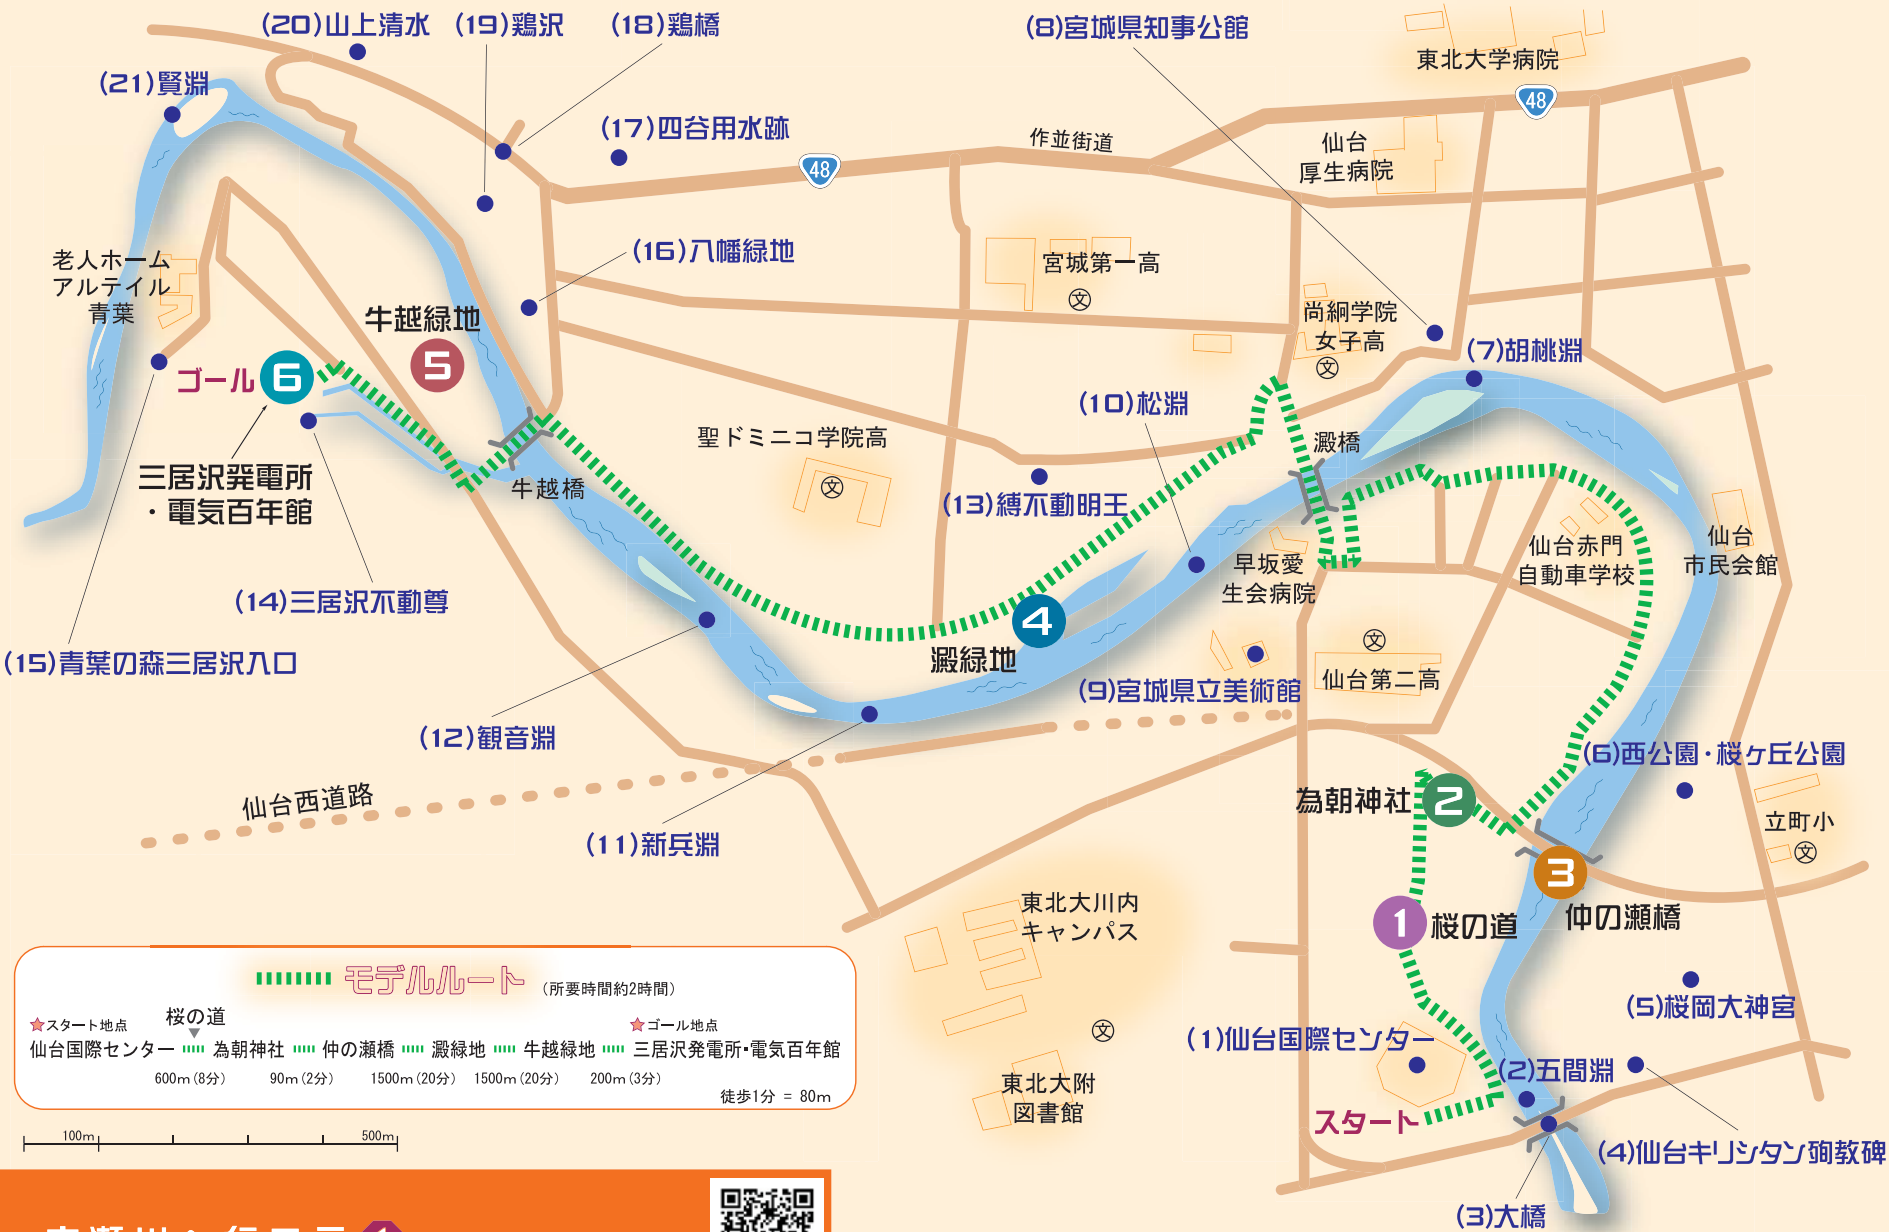 (20)山上清水
(19)鶏沢
(18)鶏橋
(8)宮城県知事公館
東北大学病院
(21)賢淵
48
(17)四谷用水跡
作並街道
仙台
厚生病院
48
(16)八幡緑地
老人ホーム
アルテイル
青葉
宮城第一高
文
牛越緑地
5
尚絅学院
女子高
文
(7)胡桃淵
ゴール
6
(10)松淵
聖ドミニコ学院高
文
澱橋
三居沢発電所
・電気百年館
牛越橋
(13)縛不動明王
早坂愛
生会病院
仙台赤門
自動車学校
仙台
市民会館
(14)三居沢不動尊
4
澱緑地
文
仙台第二高
(15)青葉の森三居沢入口
(9)宮城県立美術館
(12)観音淵
(6)西公園・桜ヶ丘公園
仙台西道路
為朝神社
2
立町小
文
(11)新兵淵
3
仲の瀬橋
東北大川内
キャンパス
1
桜の道
モデルルート
(所要時間約2時間)
(5)桜岡大神宮
スタート地点
桜の道
ゴール地点
仙台国際センター
為朝神社
仲の瀬橋
澱緑地
牛越緑地
三居沢発電所・電気百年館
600m(8分)
90m(2分)
1500m(20分)
1500m(20分)
200m(3分)
徒歩1分 = 80m
文
(1)仙台国際センター
東北大附
図書館
(2)五間淵
スタート
(4)仙台キリシタン殉教碑
100m
500m
(3)大橋